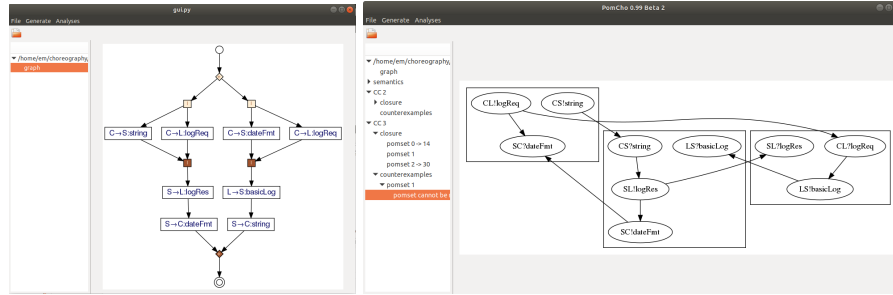 gui.py
File Generate Analyses
/home/em/choreography,
graph
C→S:string
C→L:logReq
C→S:dateFmt
C→L:logReq
S→L:logRes
L→S:basicLog
S→C:dateFmt
S→C:string
PomCho 0.99 Beta 2
File Generate Analyses
/home/em/choreography,
graph
semantics
CC 2
closure
counterexamples
CC 3
closure
pomset 0 -> 14
pomset 1
pomset 2 -> 30
counterexamples
pomset 1
pomset cannot be
CL!logReq
CS!string
SC?dateFmt
CS?string
LS?basicLog
SL?logRes
CL?logReq
SL!logRes
LS!basicLog
SC!dateFmt